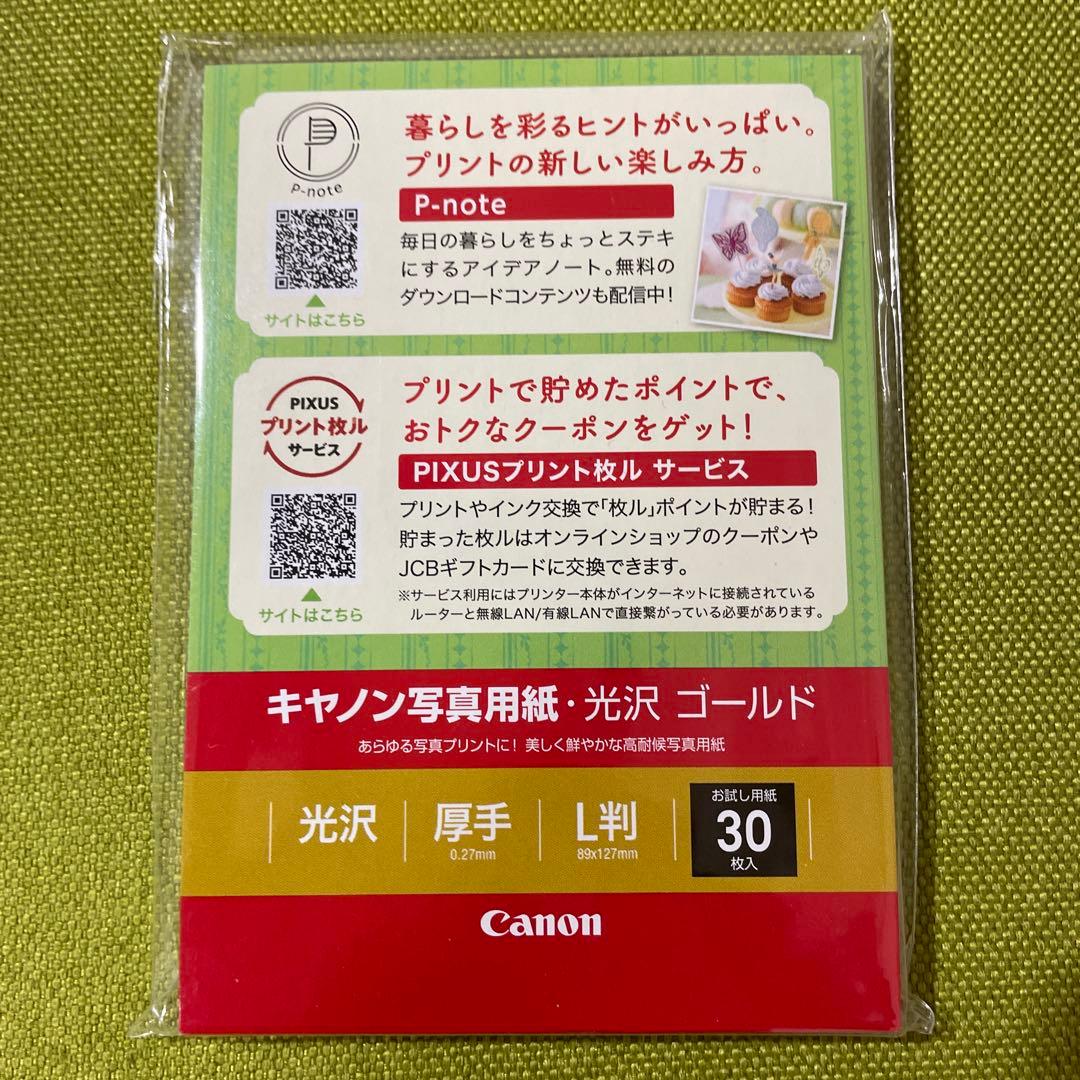 P-note
サイトはこちら
暮らしを彩るヒントがいっぱい。
プリントの新しい楽しみ方。
P-note
毎日の暮らしをちょっとステキ
にするアイデアノート。無料の
ダウンロードコンテンツも配信中!
PIXUS
プリント枚ル
サービス
サイトはこちら
プリントで貯めたポイントで、
おトクなクーポンをゲット!
PIXUSプリント枚ル サービス
プリントやインク交換で「枚ル」ポイントが貯まる!
貯まった枚ルはオンラインショップのクーポンや
JCBギフトカードに交換できます。
※サービス利用にはプリンター本体がインターネットに接続されている
ルーターと無線LAN/有線LANで直接繋がっている必要があります。
キヤノン写真用紙・光沢 ゴールド
あらゆる写真プリントに! 美しく鮮やかな高耐候写真用紙
光沢
厚手
0.27mm
L判
89x127mm
お試し用紙
30
枚入
Canon